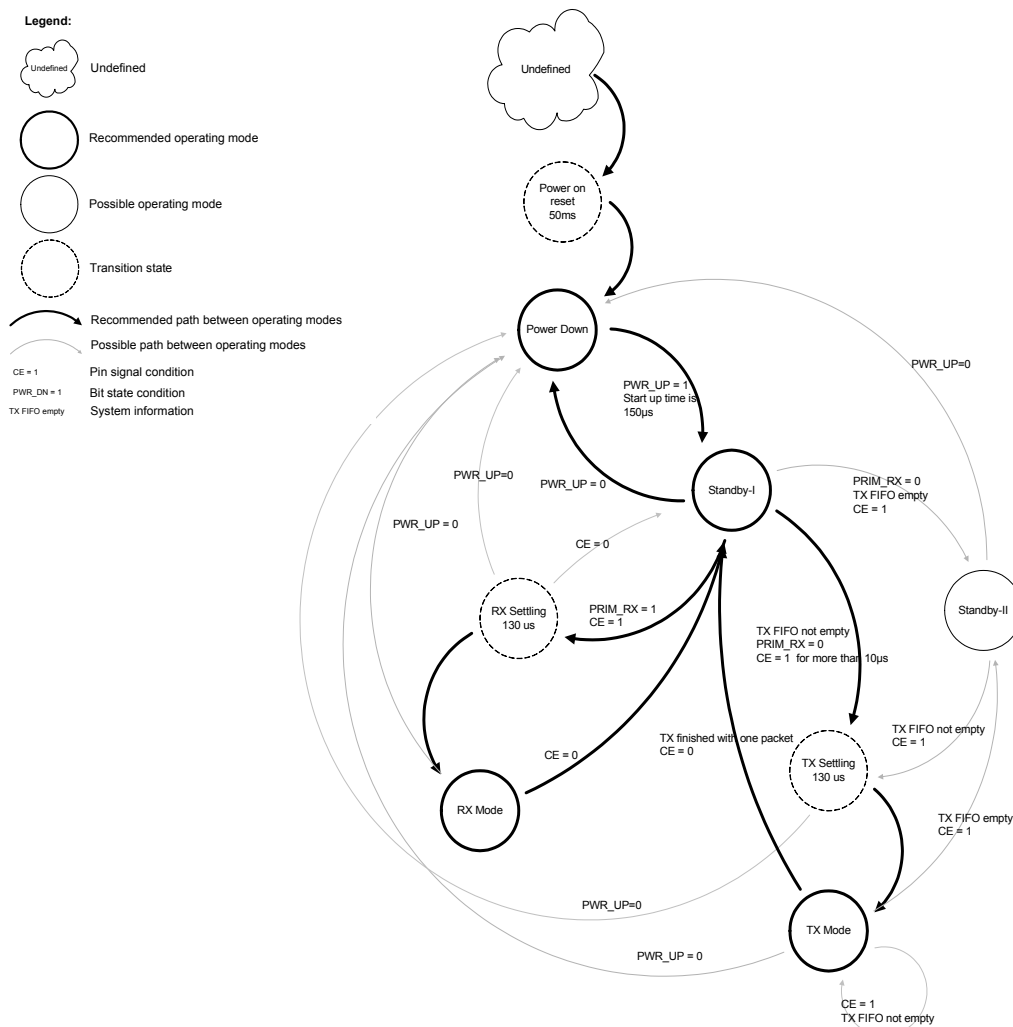 Legend:
Undefined
Undefined
Recommended operating mode
Possible operating mode
Transition state
Recommended path between operating modes
Possible path between operating modes
CE = 1
Pin signal condition
PWR_DN = 1
Bit state condition
TX FIFO empty
System information
Undefined
Power on
reset
50ms
Power Down
PWR_UP=0
PWR_UP = 1
Start up time is
150µs
PWR_UP=0
PWR_UP = 0
Standby-I
PRIM_RX = 0
TX FIFO empty
CE = 1
PWR_UP = 0
CE = 0
RX Settling
130 us
PRIM_RX = 1
CE = 1
Standby-II
TX FIFO not empty
PRIM_RX = 0
CE = 1 for more than 10µs
TX FIFO not empty
CE = 1
TX finished with one packet
CE = 0
CE = 0
TX Settling
130 us
RX Mode
TX FIFO empty
CE = 1
PWR_UP=0
TX Mode
PWR_UP = 0
CE = 1
TX FIFO not empty